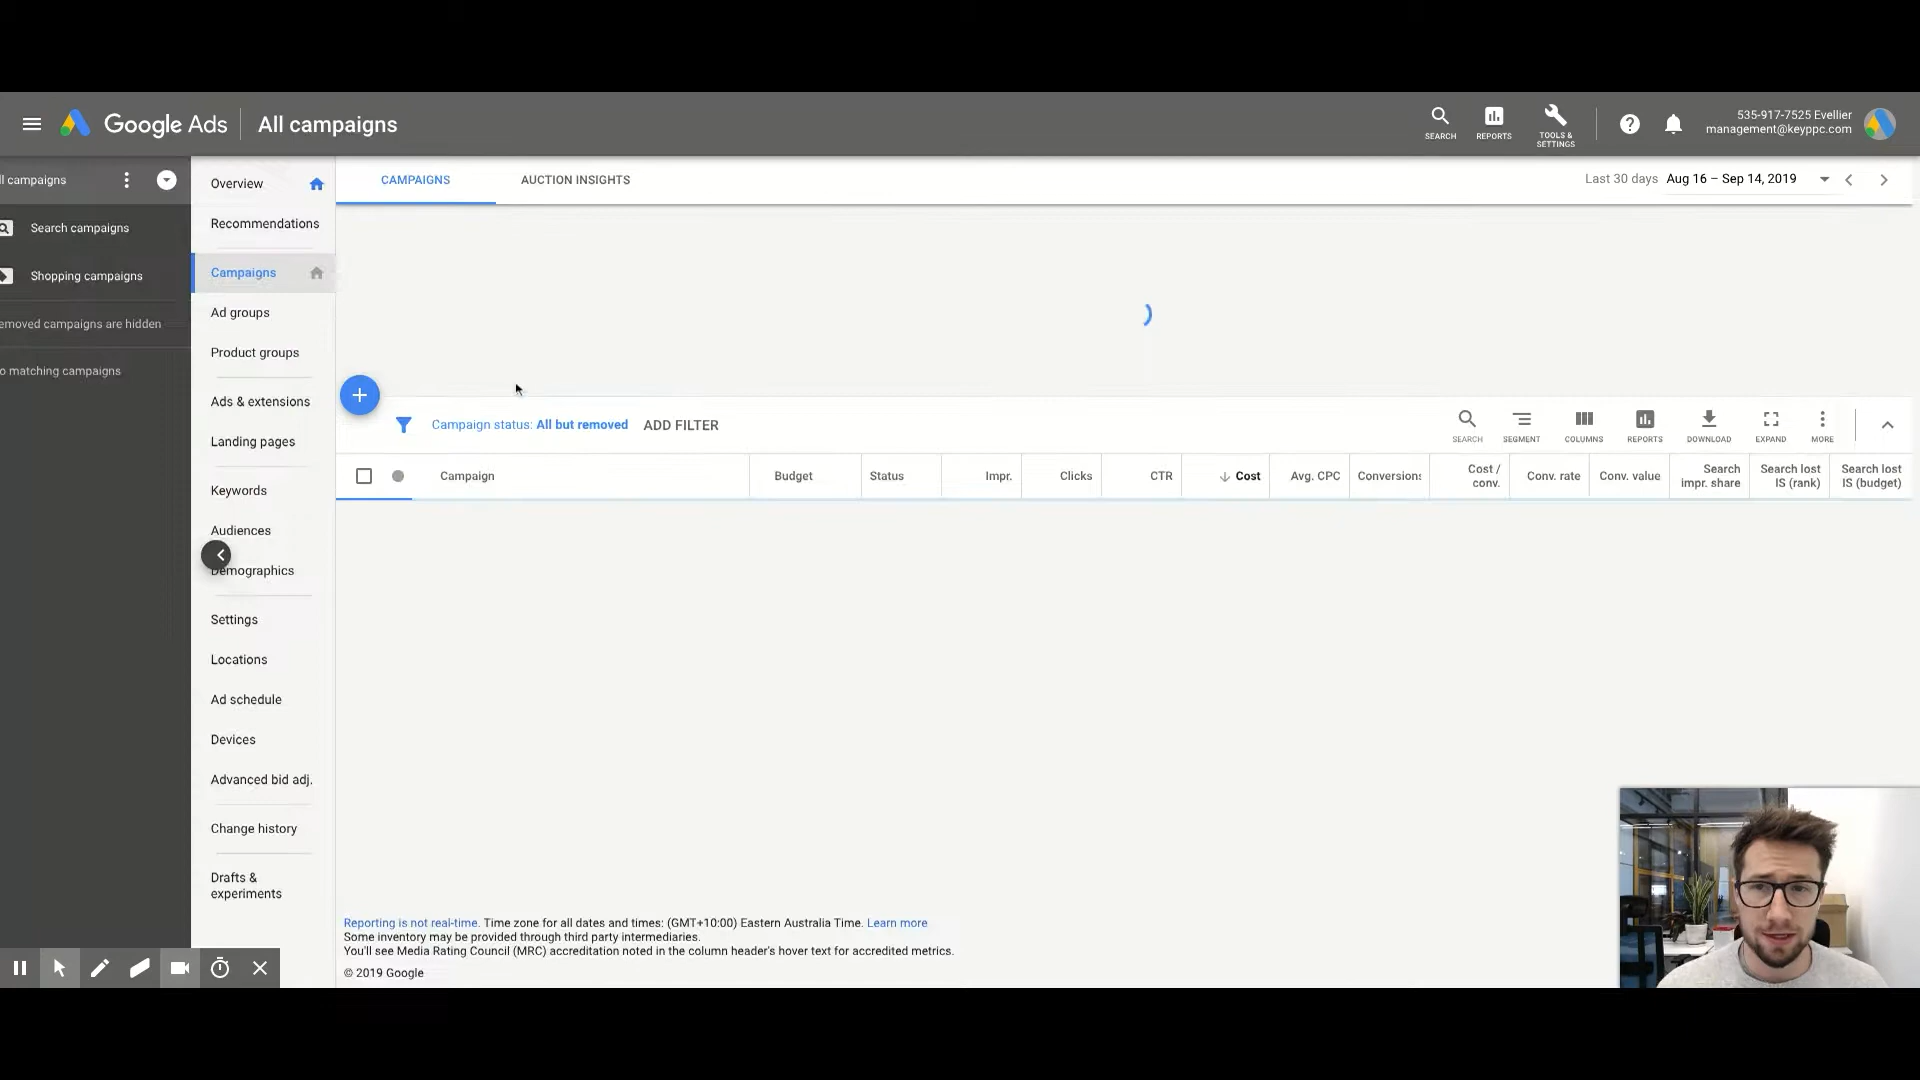 Google Ads
All campaigns
SEARCH
REPORTS
TOOLS &
SETTINGS
535-917-7525 Evellier
management@keyppc.com
ll campaigns
Search campaigns
Shopping campaigns
emoved campaigns are hidden
o matching campaigns
Overview
Recommendations
Campaigns
Ad groups
Product groups
Ads & extensions
Landing pages
Keywords
Audiences
Demographics
Settings
Locations
Ad schedule
Devices
Advanced bid adj.
Change history
Drafts &
experiments
CAMPAIGNS
AUCTION INSIGHTS
Last 30 days Aug 16 – Sep 14, 2019
Campaign status: All but removed ADD FILTER
SEARCH
SEGMENT
COLUMNS
REPORTS
DOWNLOAD
EXPAND
MORE
Campaign
Budget
Status
Impr.
Clicks
CTR
Cost
Avg. CPC
Conversions
Cost /
conv.
Conv. rate
Conv. value
Search
impr. share
Search lost
IS (rank)
Search lost
IS (budget)
Reporting is not real-time. Time zone for all dates and times: (GMT+10:00) Eastern Australia Time. Learn more
Some inventory may be provided through third party intermediaries.
You'll see Media Rating Council (MRC) accreditation noted in the column header's hover text for accredited metrics.
© 2019 Google